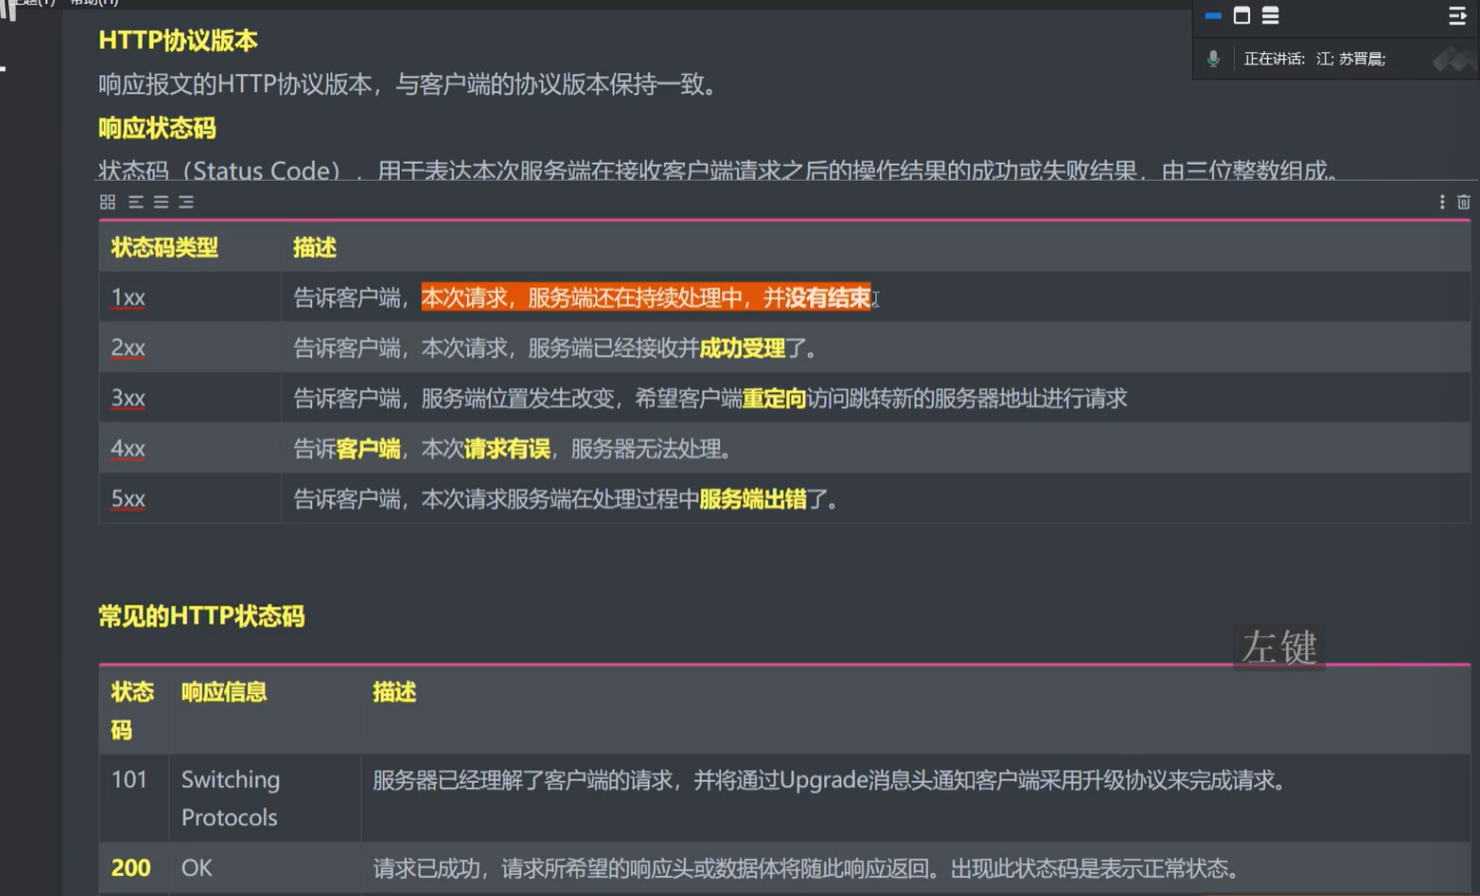 HTTP协议版本
正在讲话: 江; 苏晋晨;
响应报文的HTTP协议版本，与客户端的协议版本保持一致。
响应状态码
状态码（Status Code），用于表达本次服务端在接收客户端请求之后的操作结果的成功或失败结果，由三位整数组成。
状态码类型 描述
1xx 告诉客户端，本次请求，服务端还在持续处理中，并没有结束。
2xx 告诉客户端，本次请求，服务端已经接收并成功受理了。
3xx 告诉客户端，服务端位置发生改变，希望客户端重定向访问跳转新的服务器地址进行请求
4xx 告诉客户端，本次请求有误，服务器无法处理。
5xx 告诉客户端，本次请求服务端在处理过程中服务端出错了。
常见的HTTP状态码
左键
状态码 响应信息 描述
101 Switching Protocols 服务器已经理解了客户端的请求，并将通过Upgrade消息头通知客户端采用升级协议来完成请求。
200 OK 请求已成功，请求所希望的响应头或数据体将随此响应返回。出现此状态码是表示正常状态。